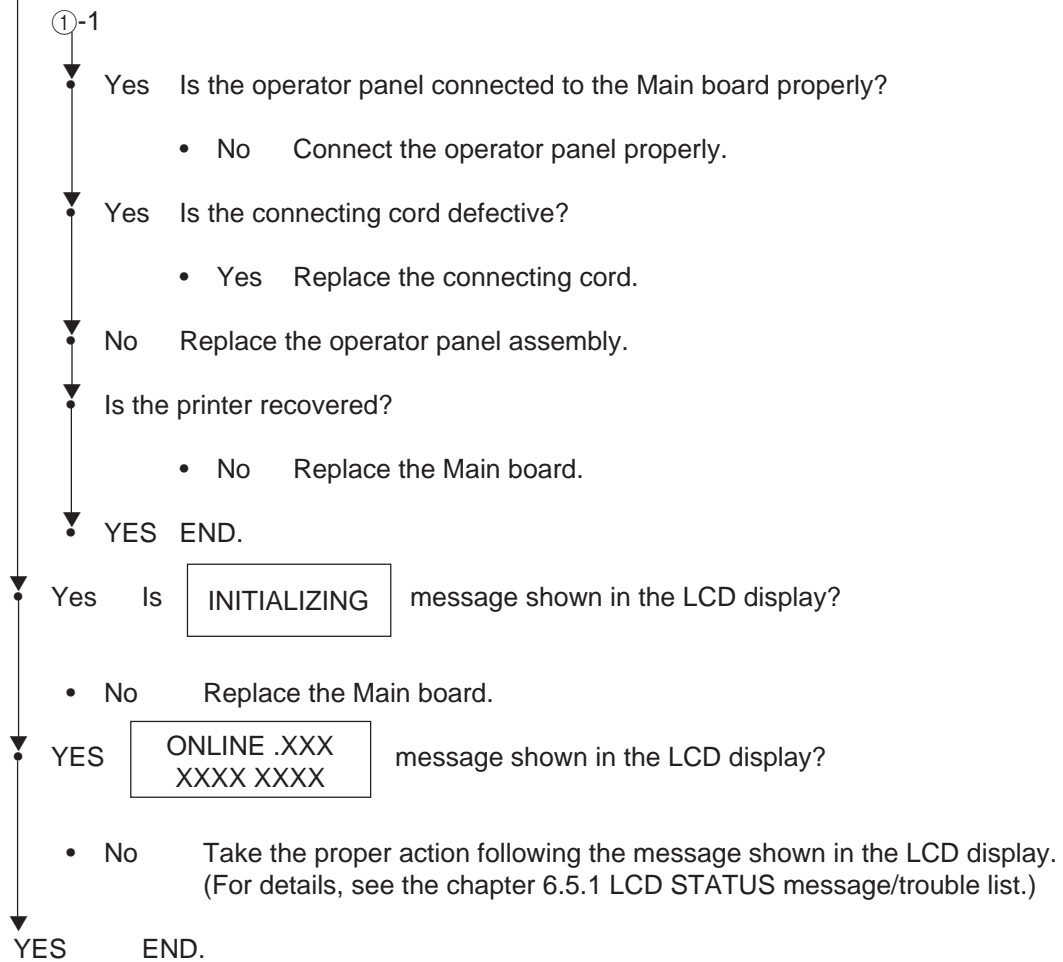 ①-1
Yes Is the operator panel connected to the Main board properly?
• No Connect the operator panel properly.
Yes Is the connecting cord defective?
• Yes Replace the connecting cord.
No Replace the operator panel assembly.
Is the printer recovered?
• No Replace the Main board.
YES END.
Yes Is INITIALIZING message shown in the LCD display?
• No Replace the Main board.
YES ONLINE .XXX
XXXX XXXX message shown in the LCD display?
• No Take the proper action following the message shown in the LCD display.
(For details, see the chapter 6.5.1 LCD STATUS message/trouble list.)
YES END.